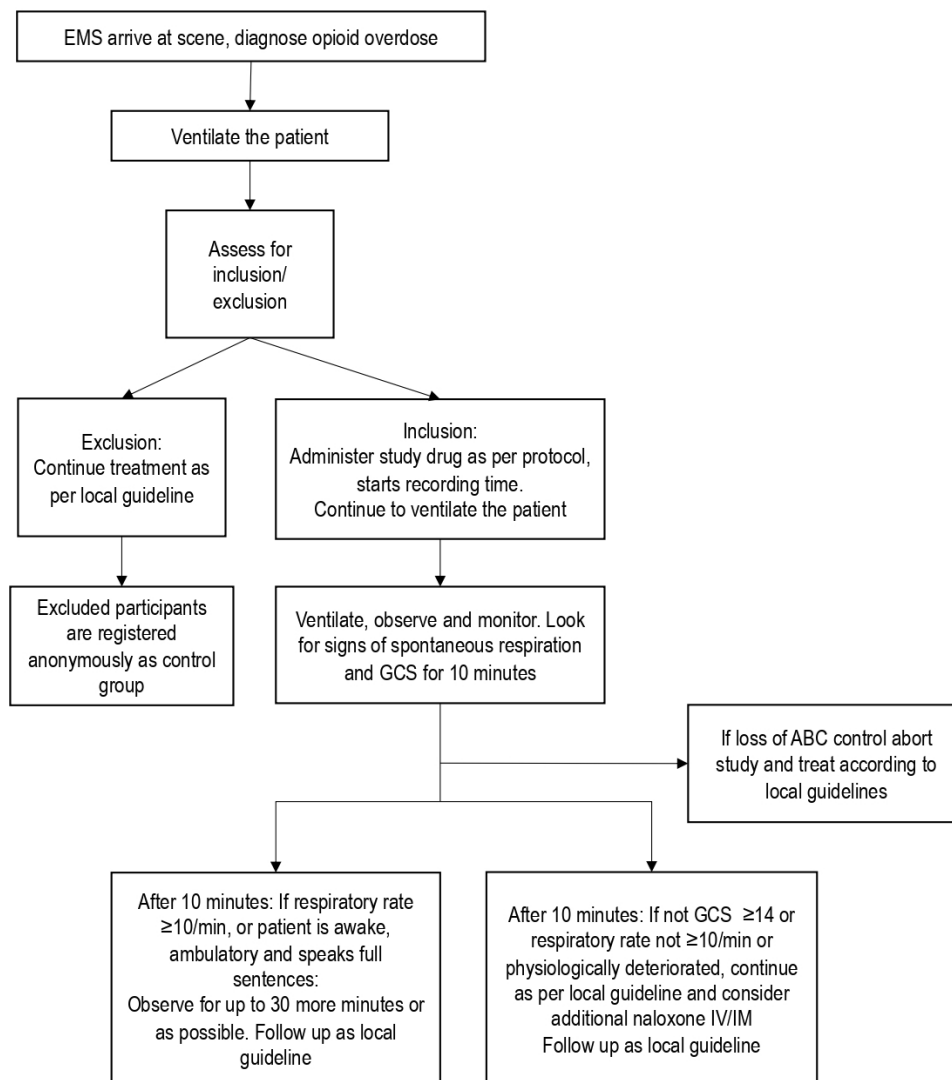 EMS arrive at scene, diagnose opioid overdose
Ventilate the patient
Assess for
inclusion/
exclusion
Exclusion:
Continue treatment as
per local guideline
Inclusion:
Administer study drug as per protocol,
starts recording time.
Continue to ventilate the patient
Excluded participants
are registered
anonymously as control
group
Ventilate, observe and monitor. Look
for signs of spontaneous respiration
and GCS for 10 minutes
If loss of ABC control abort
study and treat according to
local guidelines
After 10 minutes: If respiratory rate
≥10/min, or patient is awake,
ambulatory and speaks full
sentences:
Observe for up to 30 more minutes or
as possible. Follow up as local
guideline
After 10 minutes: If not GCS ≥14 or
respiratory rate not ≥10/min or
physiologically deteriorated, continue
as per local guideline and consider
additional naloxone IV/IM
Follow up as local guideline